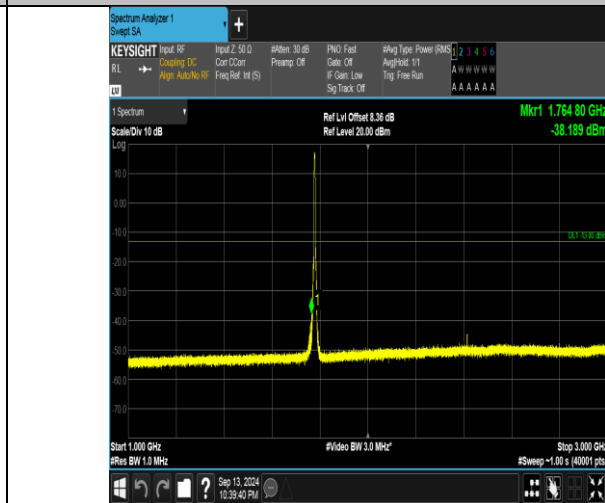 Spectrum Analyzer 1
Swept SA
+
KEYSIGHT
RL
Input: RF
Coupling: DC
Align: Auto/No RF
Input Z: 50 Ω
Corr CCorr
Freq Ref: Int (S)
#Atten: 30 dB
Preamp: Off
PNO: Fast
Gate: Off
IF Gain: Low
Sig Track: Off
#Avg Type: Power (RMS
Avg|Hold: 1/1
Trig: Free Run
1 2 3 4 5 6
A W W W W W
A A A A A A
1 Spectrum
Scale/Div 10 dB
Ref Lvl Offset 8.36 dB
Ref Level 20.00 dBm
Mkr1 1.764 80 GHz
-38.189 dBm
Log
10.0
0.00
-10.0
DL1 -13.00 dBm
-20.0
-30.0
1
-40.0
-50.0
-60.0
-70.0
Start 1.000 GHz
#Res BW 1.0 MHz
#Video BW 3.0 MHz*
Stop 3.000 GHz
#Sweep ~1.00 s (40001 pts
?
Sep 13, 2024
10:39:40 PM